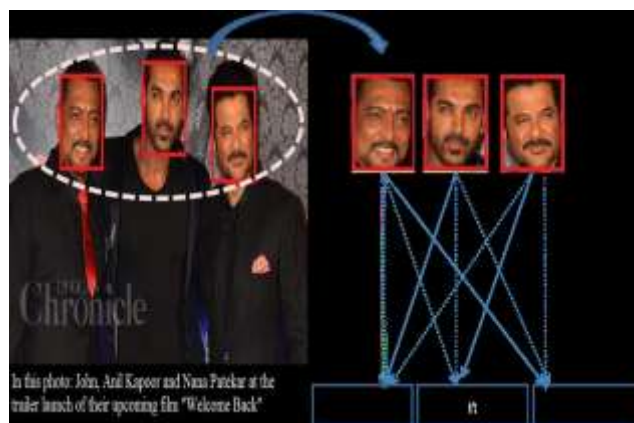 Chronicle
In this photo: John, Anil Kapoor and Nana Patekar at the
trailer launch of their upcoming film "Welcome Back"